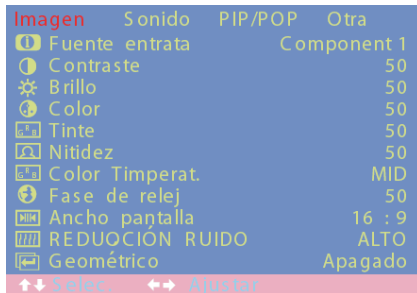 Imagen Sonido PIP/POP Otra
Fuente entrata Component 1
Contraste 50
Brillo 50
Color 50
Tinte 50
Nitidez 50
Color Timperat. MID
Fase de relej 50
Ancho pantalla 16 : 9
REDUOCIÓN RUIDO ALTO
Geométrico Apagado
Selec. Ajustar